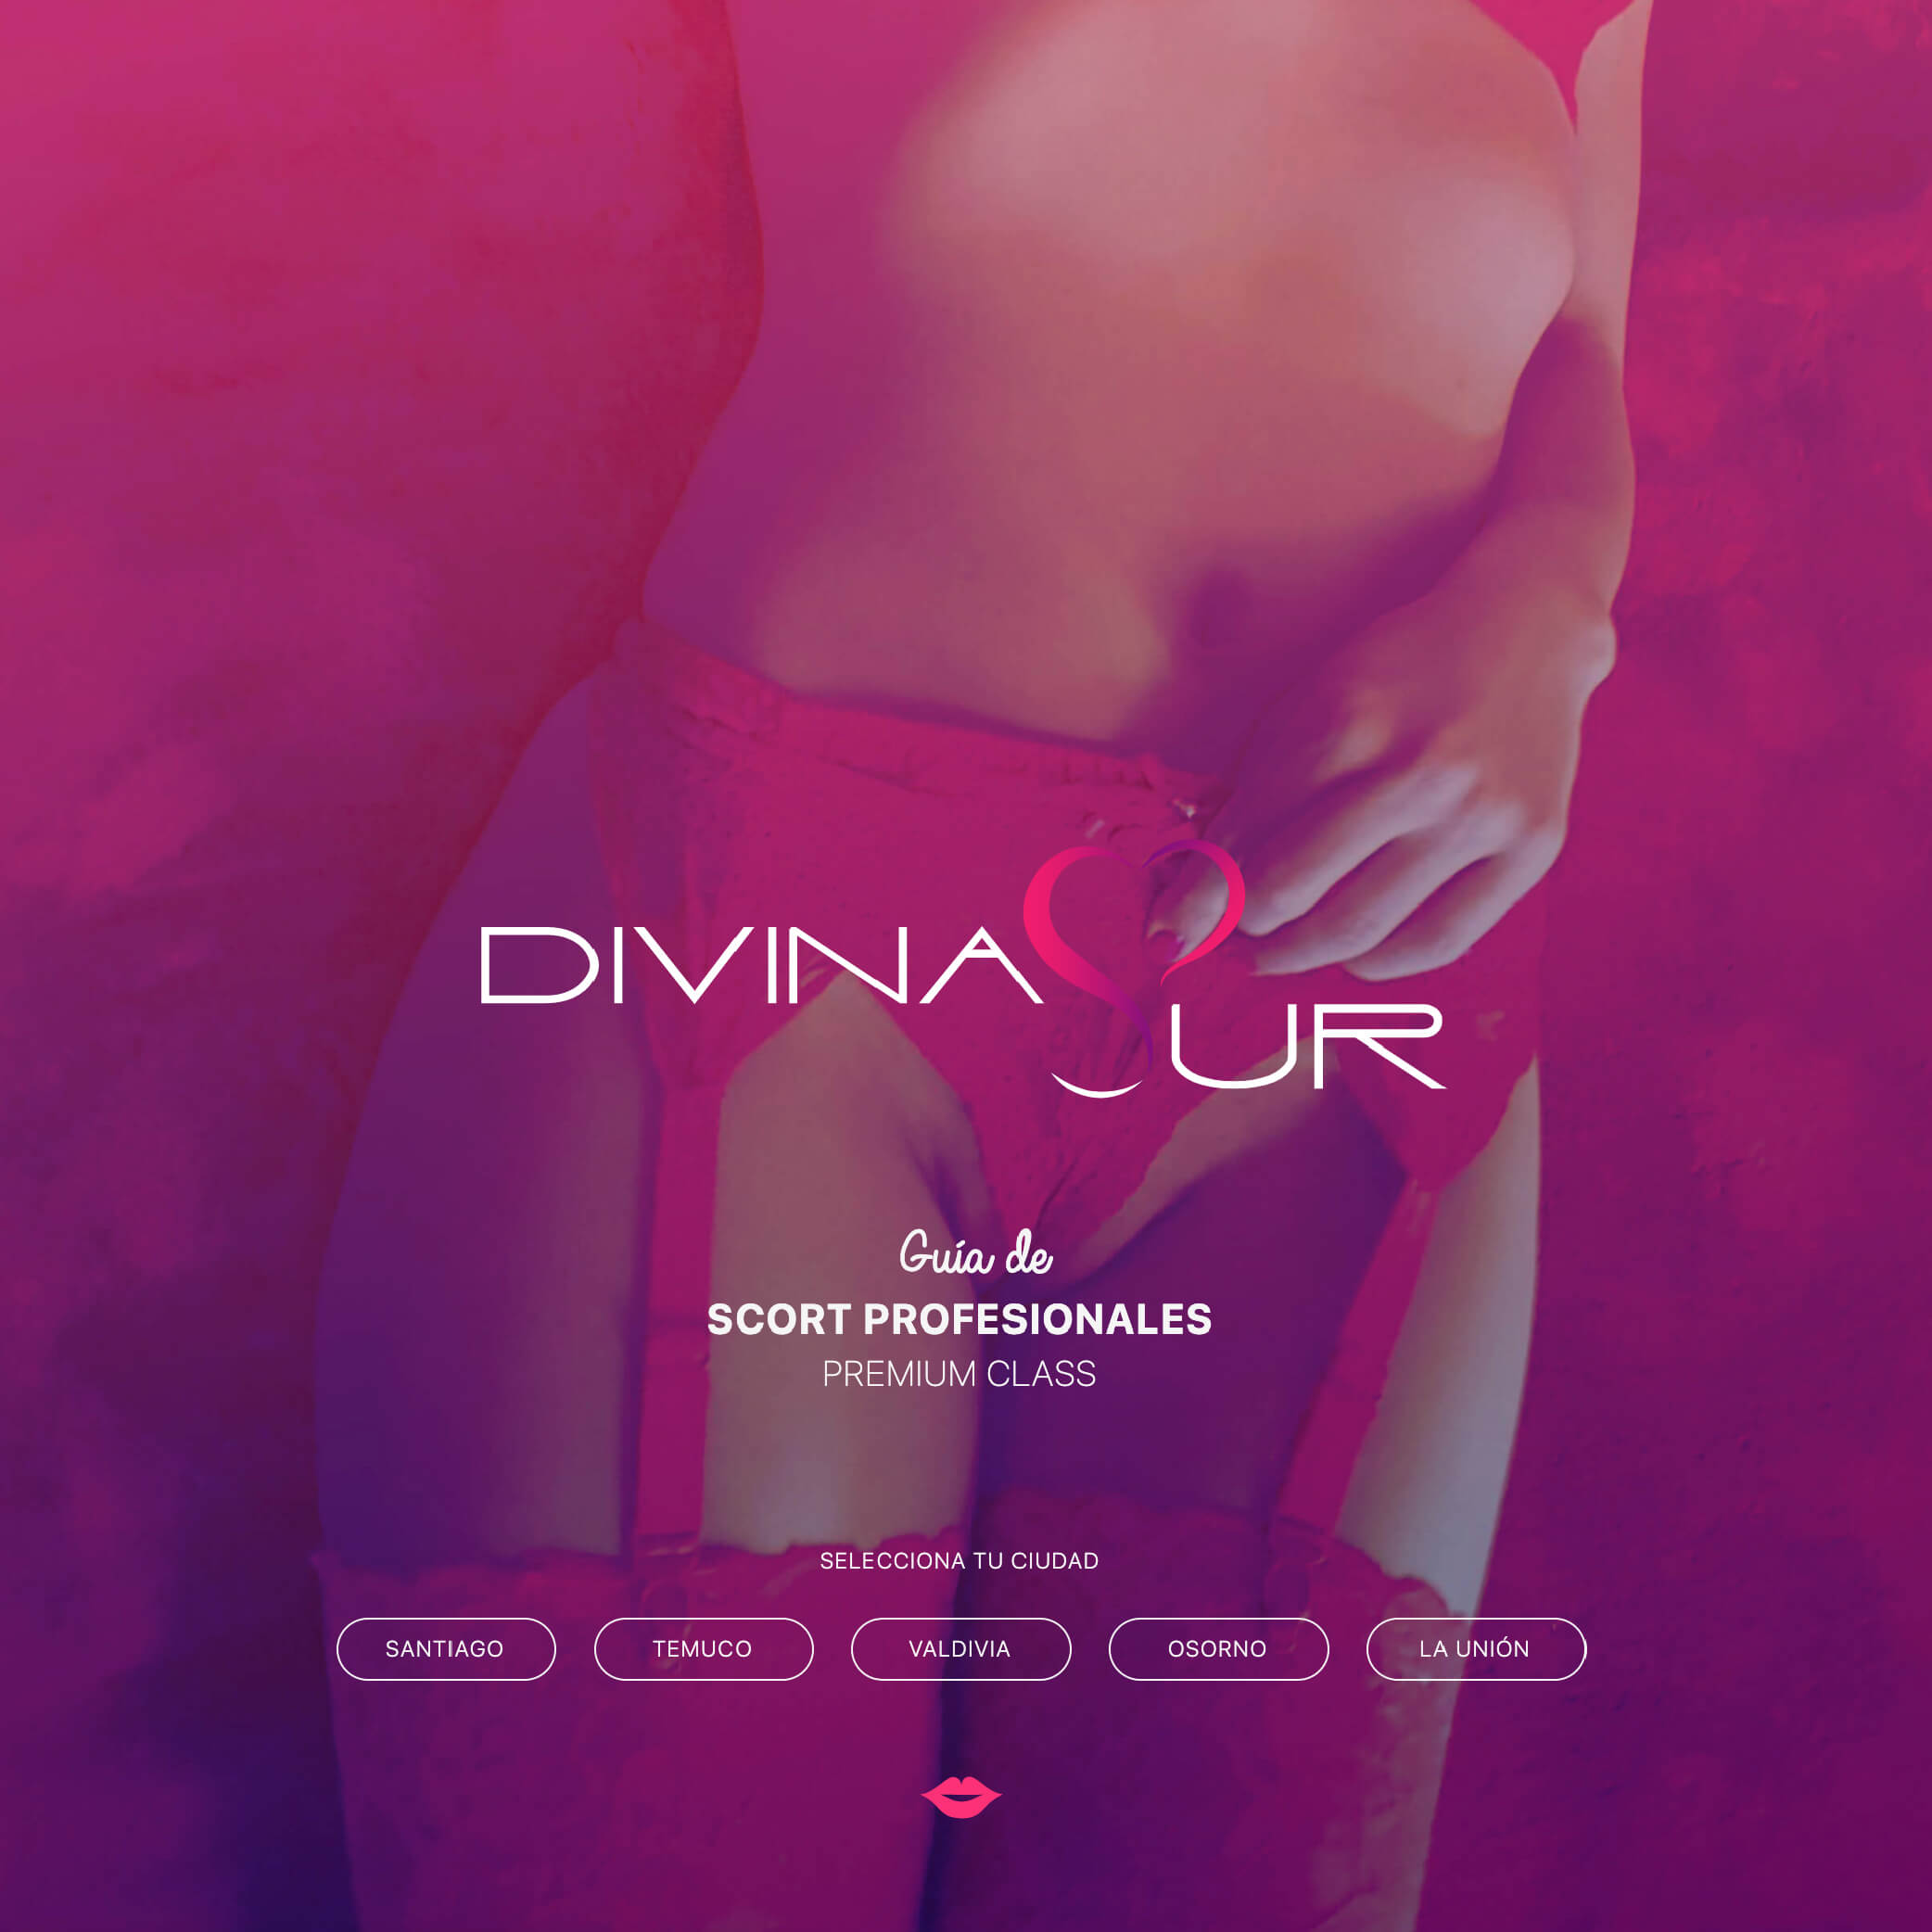 DIVINA SUR
Guía de
SCORT PROFESIONALES
PREMIUM CLASS
SELECCIONA TU CIUDAD
SANTIAGO TEMUCO VALDIVIA OSORNO LA UNIÓN